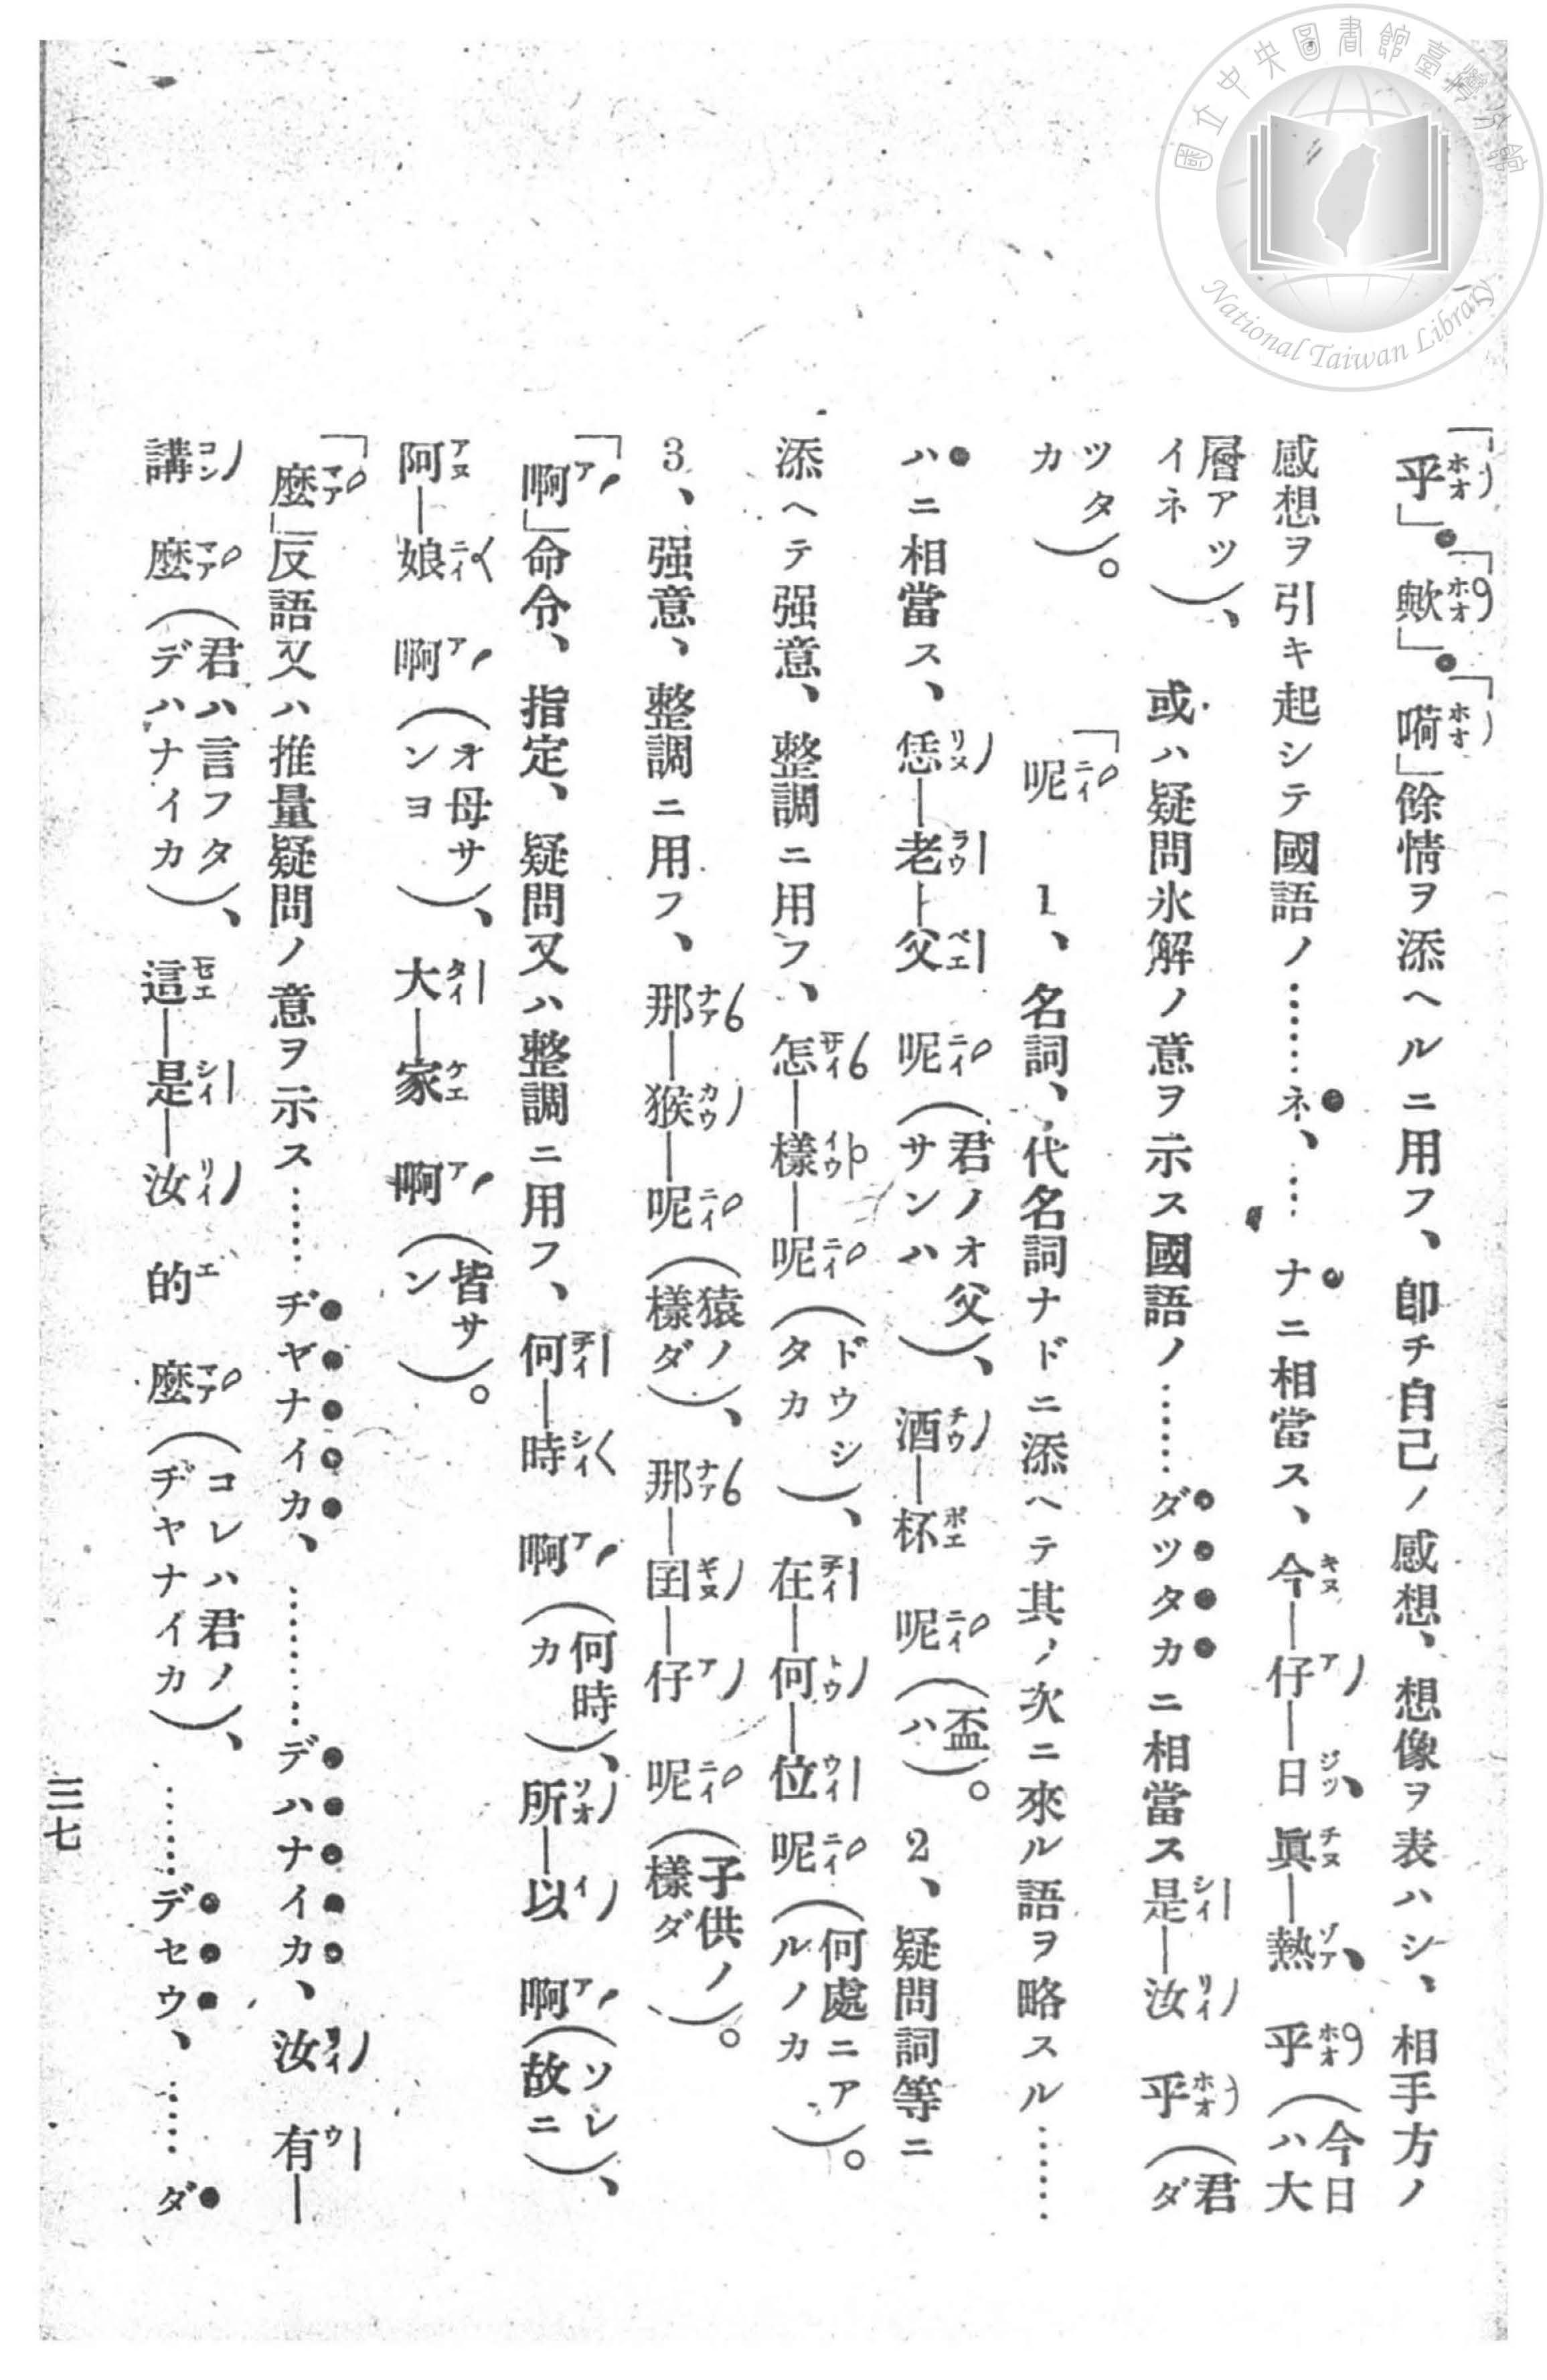 「乎」。「歟」。「嗬」餘情ヲ添ヘルニ用フ、卽チ自己ノ感想、想像ヲ表ハシ、相手方ノ
感想ヲ引キ起シテ國語ノ……ネ、… ナニ相當ス、今―仔―日 眞―熱 乎(今日ハ大
層アツイネ)、 或ハ疑問氷解ノ意ヲ示ス國語ノ……ダツタカニ相當ス是―汝 乎(君ダ
ツタカ)。 「呢 1、名詞、代名詞ナドニ添ヘテ其ノ次ニ來ル語ヲ略スル……
ハニ相當ス、恁―老―父 呢(君ノオ父サンハ)、酒―杯 呢(盃ハ)。 2、疑問詞等ニ
添ヘテ强意、整調ニ用フ、怎―樣―呢(ドウシタカ)、在―何―位 呢(何處ニアルノカ)。
3、强意、整調ニ用フ、那―猴―呢(猿ノ樣ダ)、那―囝―仔 呢(子供ノ樣ダ)。
「啊」命令、指定、疑問又ハ整調ニ用フ、何―時 啊(何時カ)、所―以 啊(ソレ故ニ)、
阿―娘 啊(オ母サンヨ)、大―家 啊(皆サン)。
「麼」反語又ハ推量疑問ノ意ヲ示ス……ヂヤナイカ、………デハナイカ、汝 有―
講 麼(君ハ言フタデハナイカ)、這―是―汝 的 麼(コレハ君ノヂヤナイカ)、……デセウ、……ダ
三七
國立中央圖書館臺灣分館
National Taiwan Library